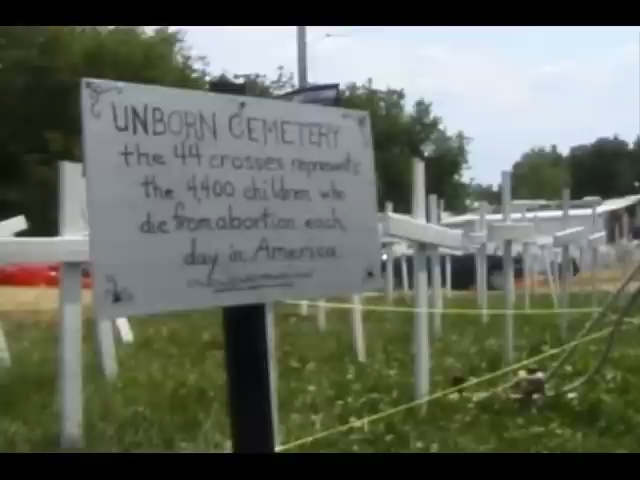 UNBORN CEMETERY
the 44 crosses represents
the 4,400 children who
die from abortion each
day in America